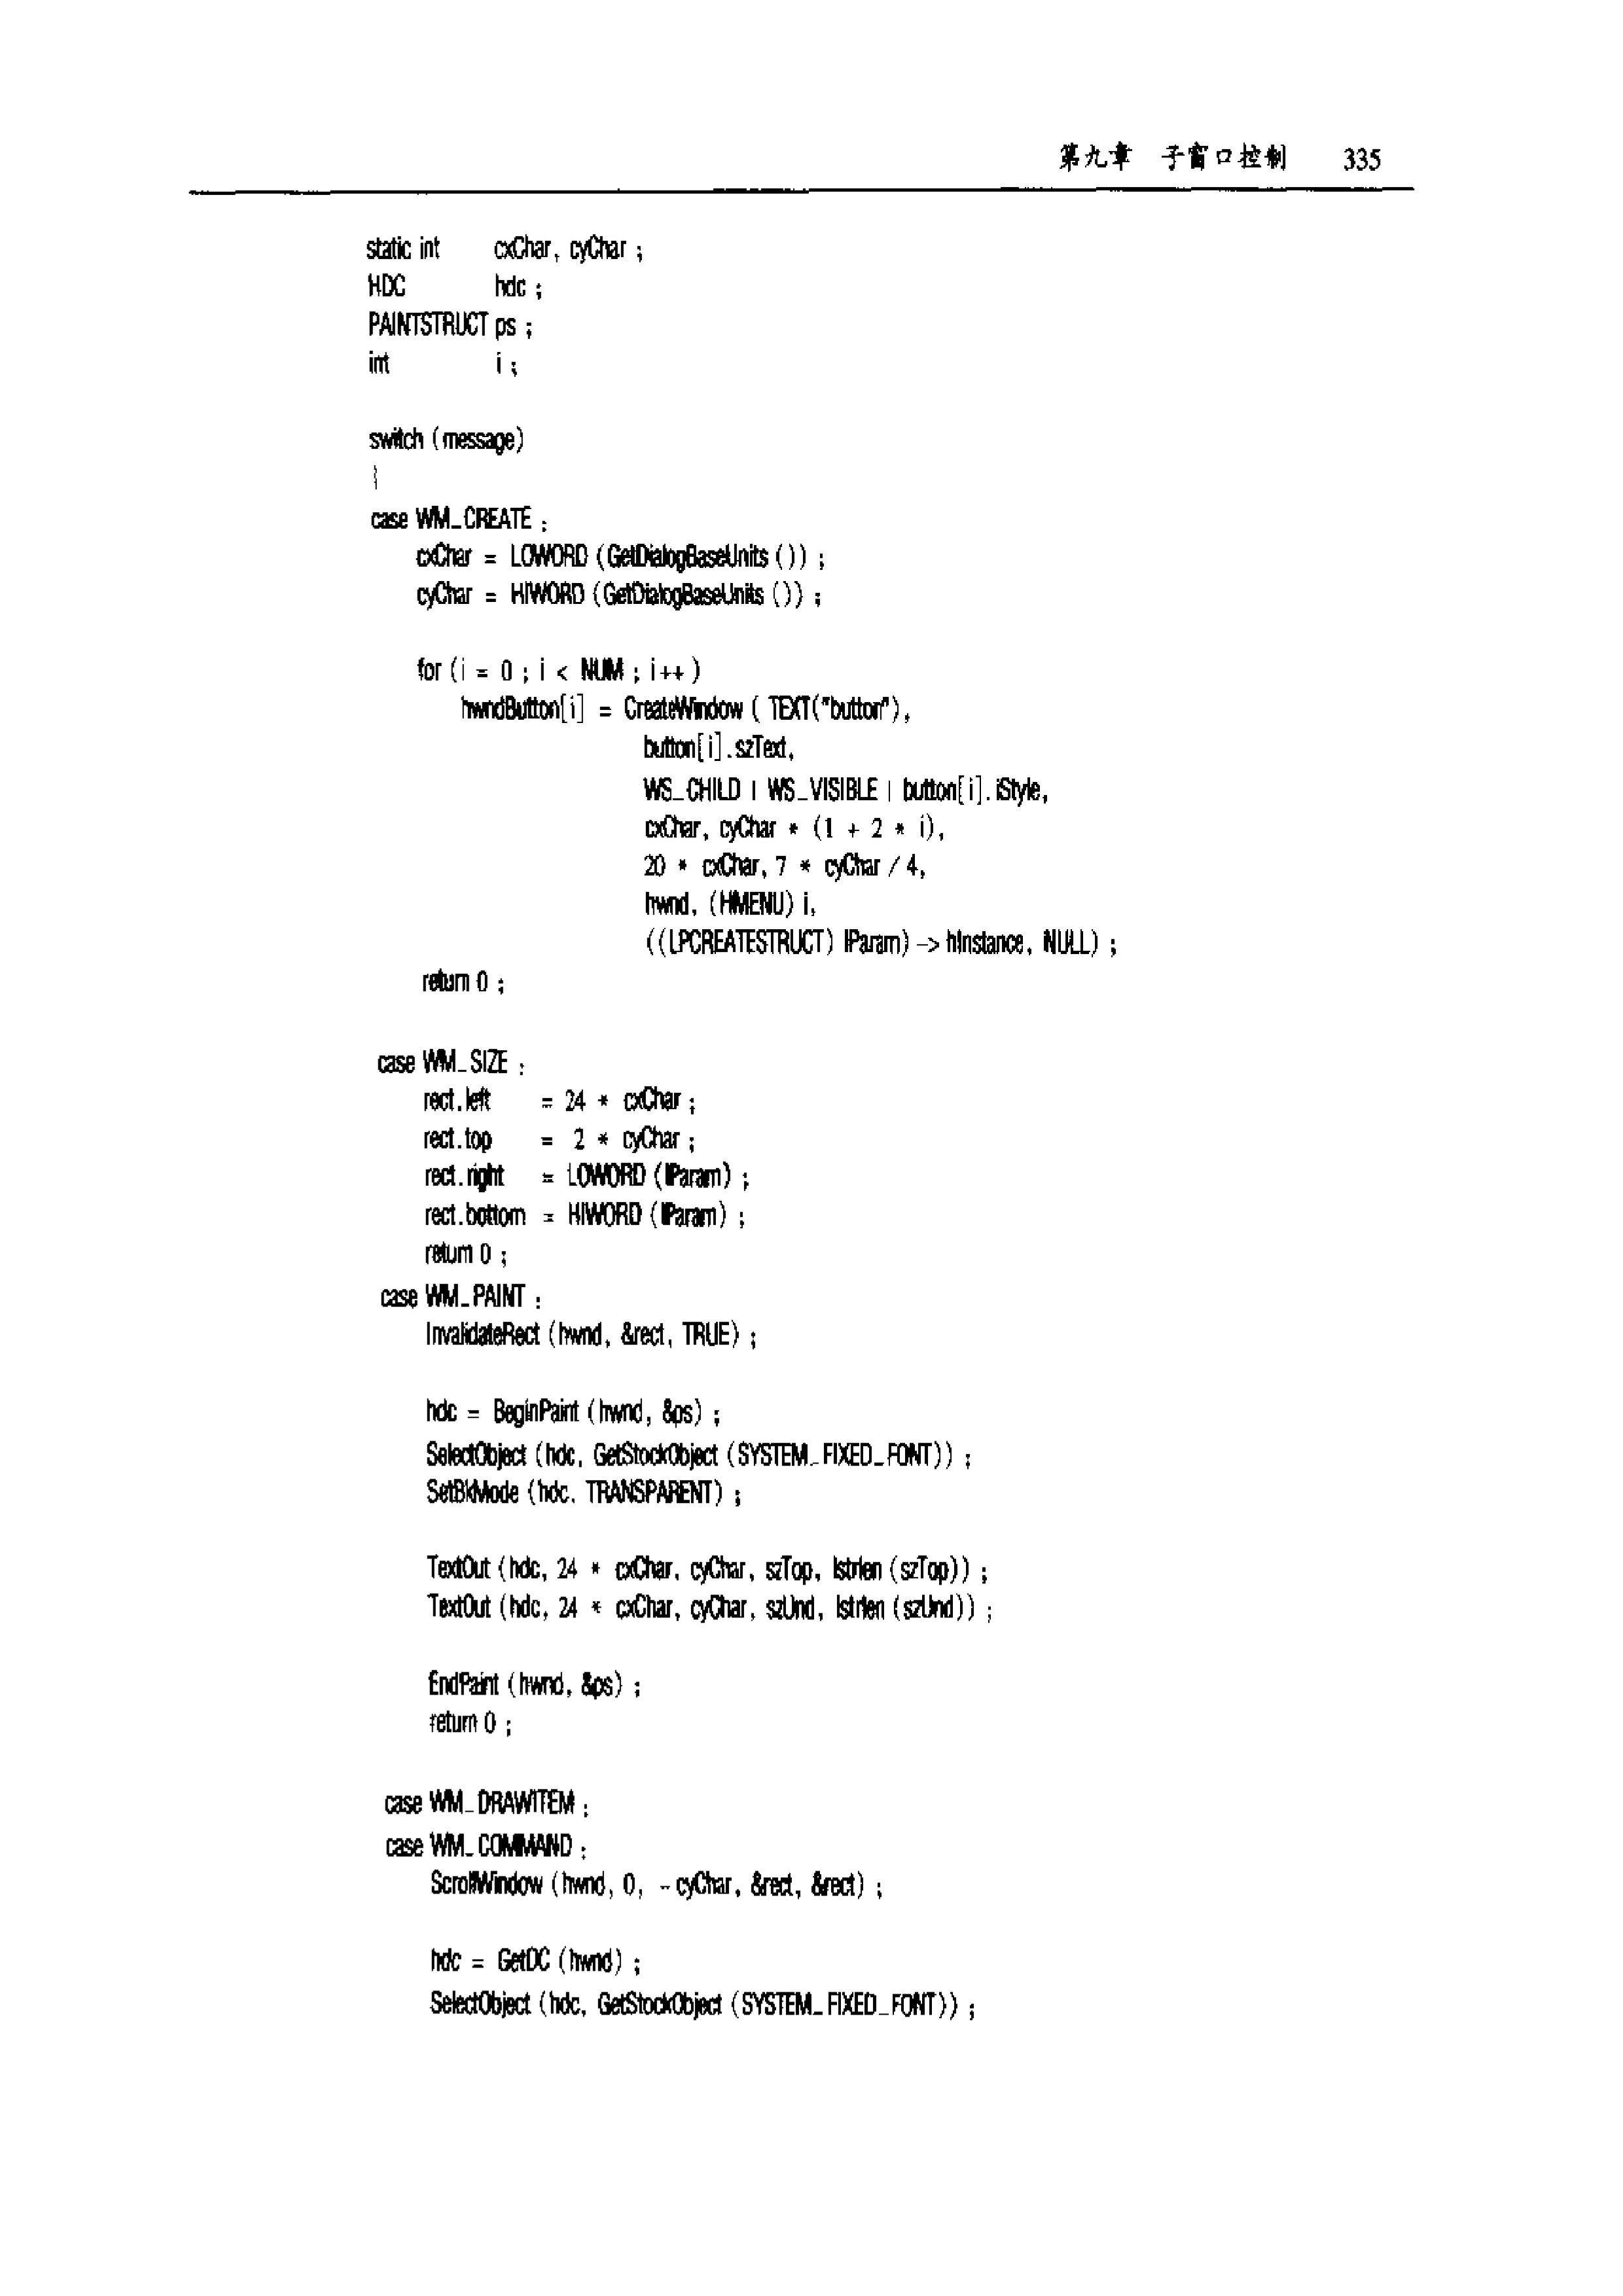 第九章 子窗口控制 335
static int cxChar, cyChar ;
HDC hdc ;
PAINTSTRUCT ps ;
int i ;
switch (message)
{
case WM_CREATE :
cxChar = LOWORD (GetDialogBaseUnits ()) ;
cyChar = HIWORD (GetDialogBaseUnits ()) ;
for (i = 0 ; i < NUM ; i++ )
hwndButton[i] = CreateWindow ( TEXT("button"),
button[i].szText,
WS_CHILD | WS_VISIBLE | button[i].iStyle,
cxChar, cyChar * (1 + 2 * i),
20 * cxChar, 7 * cyChar / 4,
hwnd, (HMENU) i,
((LPCREATESTRUCT) lParam) -> hInstance, NULL) ;
return 0 ;
case WM_SIZE :
rect.left = 24 * cxChar ;
rect.top = 2 * cyChar ;
rect.right = LOWORD (lParam) ;
rect.bottom = HIWORD (lParam) ;
return 0 ;
case WM_PAINT :
InvalidateRect (hwnd, &rect, TRUE) ;
hdc = BeginPaint (hwnd, &ps) ;
SelectObject (hdc, GetStockObject (SYSTEM_FIXED_FONT)) ;
SetBkMode (hdc, TRANSPARENT) ;
TextOut (hdc, 24 * cxChar, cyChar, szTop, lstrlen (szTop)) ;
TextOut (hdc, 24 * cxChar, cyChar, szUnd, lstrlen (szUnd)) ;
EndPaint (hwnd, &ps) ;
return 0 ;
case WM_DRAWITEM :
case WM_COMMAND :
ScrollWindow (hwnd, 0, -cyChar, &rect, &rect) ;
hdc = GetDC (hwnd) ;
SelectObject (hdc, GetStockObject (SYSTEM_FIXED_FONT)) ;